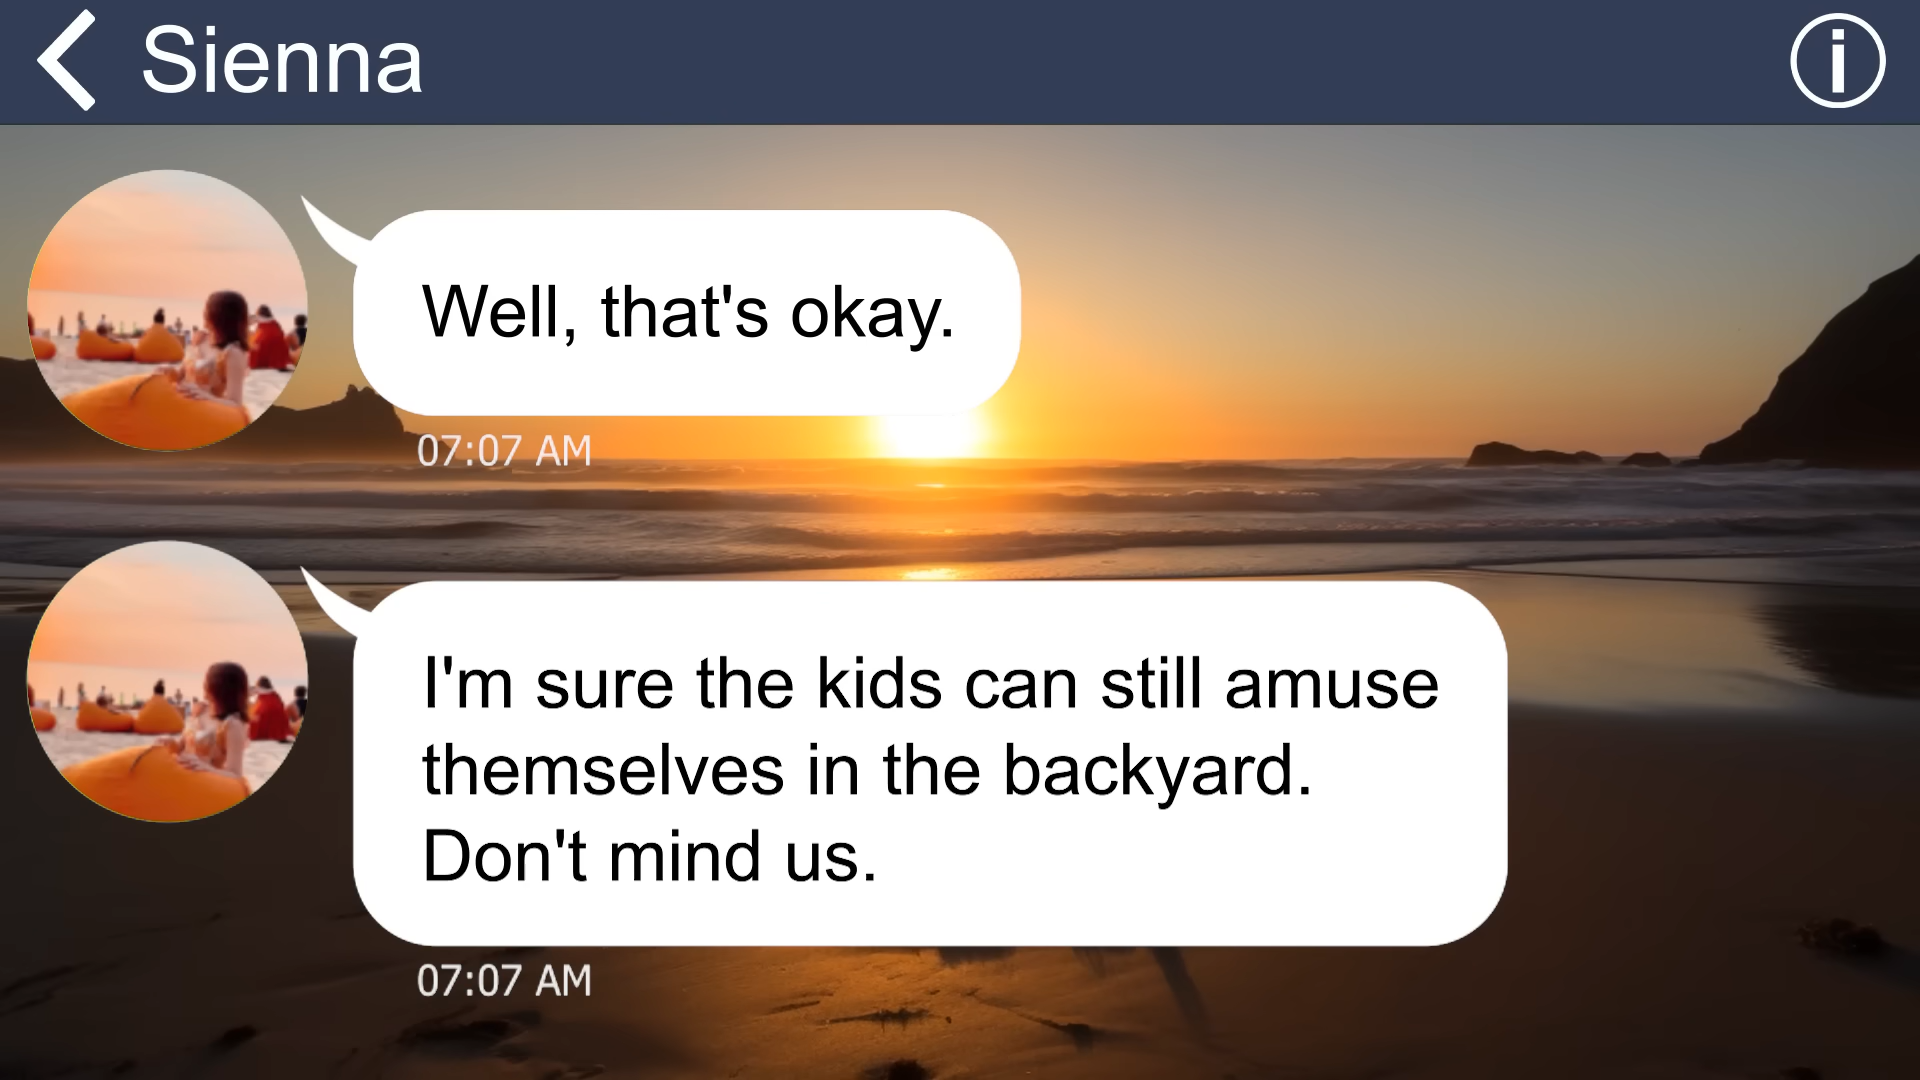 Sienna
Well, that's okay.
07:07 AM
I'm sure the kids can still amuse
themselves in the backyard.
Don't mind us.
07:07 AM